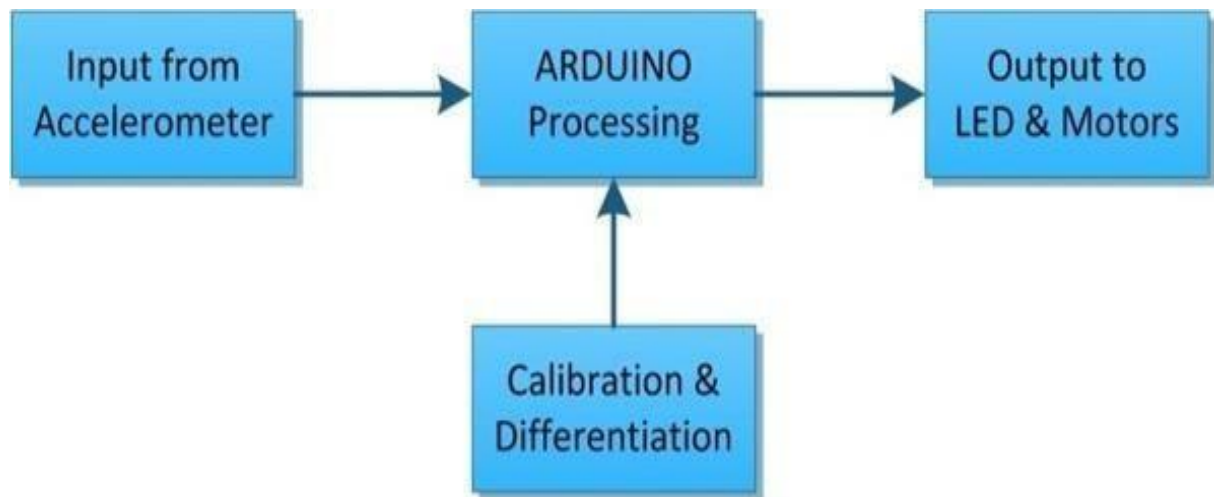 Input from
Accelerometer
ARDUINO
Processing
Output to
LED & Motors
Calibration &
Differentiation